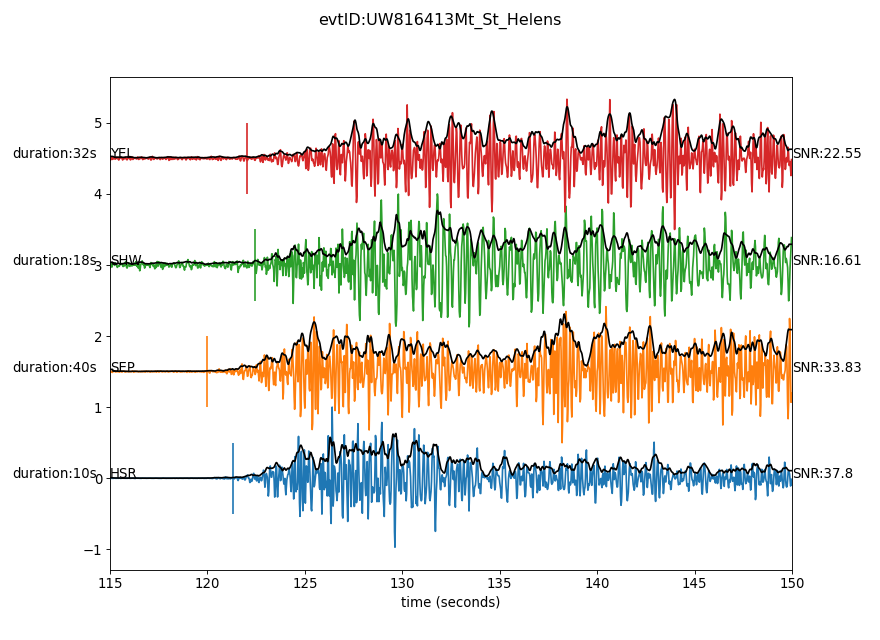 evtID:UW816413Mt_St_Helens
5
duration:32s YEL SNR:22.55
4
duration:18s 3 SHW SNR:16.61
2
duration:40s SEP SNR:33.83
1
duration:10s 0 HSR SNR:37.8
−1
115 120 125 130 135 140 145 150
time (seconds)